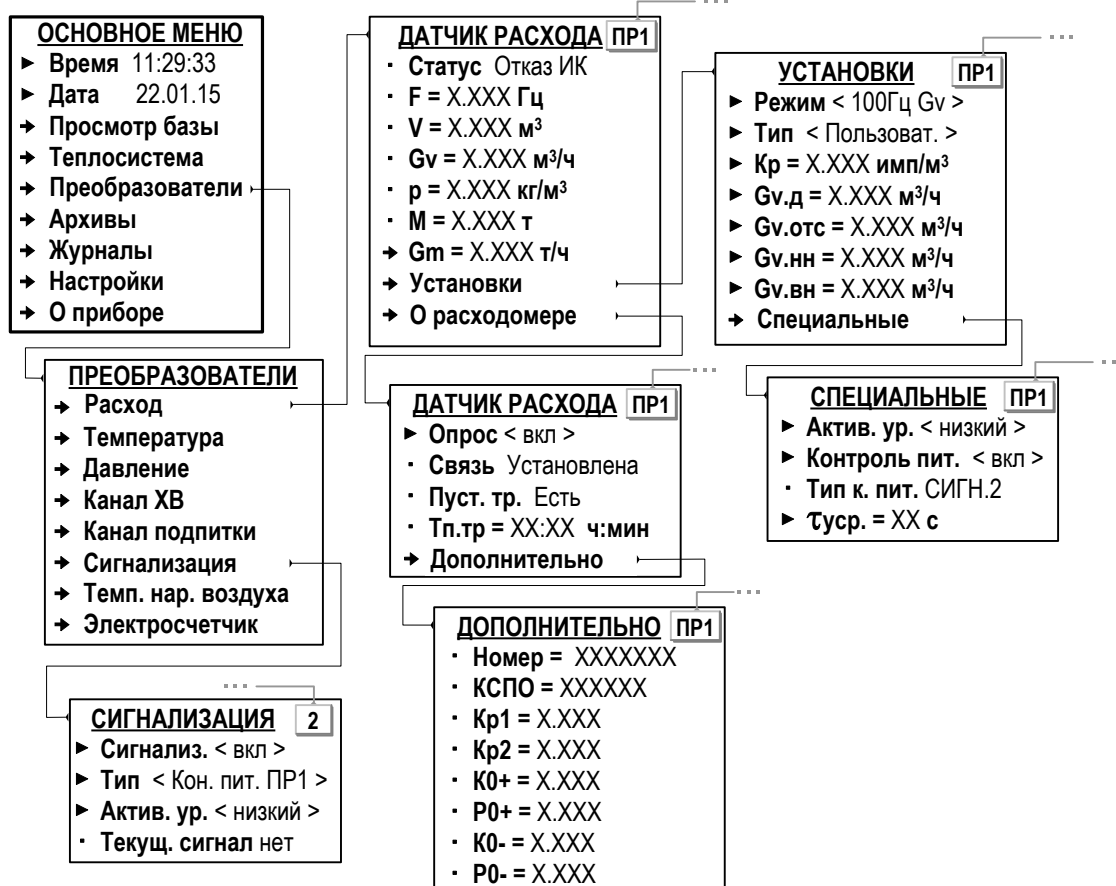 ОСНОВНОЕ МЕНЮ
Время 11:29:33
Дата 22.01.15
Просмотр базы
Теплосистема
Преобразователи
Архивы
Журналы
Настройки
О приборе
ПРЕОБРАЗОВАТЕЛИ
Расход
Температура
Давление
Канал ХВ
Канал подпитки
Сигнализация
Темп. нар. воздуха
Электросчетчик
СИГНАЛИЗАЦИЯ 2
Сигнализ. < вкл >
Тип < Кон. пит. ПР1 >
Актив. ур. < низкий >
Текущ. сигнал нет
ДАТЧИК РАСХОДА ПР1
Статус Отказ ИК
F = X.XXX Гц
V = X.XXX м³
Gv = X.XXX м³/ч
p = X.XXX кг/м³
M = X.XXX т
Gm = X.XXX т/ч
Установки
О расходомере
ДАТЧИК РАСХОДА ПР1
Опрос < вкл >
Связь Установлена
Пуст. тр. Есть
Тп.тр = XX:XX ч:мин
Дополнительно
ДОПОЛНИТЕЛЬНО ПР1
Номер = XXXXXXX
КСПО = XXXXXX
Кр1 = X.XXX
Кр2 = X.XXX
К0+ = X.XXX
Р0+ = X.XXX
К0- = X.XXX
Р0- = X.XXX
УСТАНОВКИ ПР1
Режим < 100Гц Gv >
Тип < Пользоват. >
Кр = X.XXX имп/м³
Gv.д = X.XXX м³/ч
Gv.отс = X.XXX м³/ч
Gv.нн = X.XXX м³/ч
Gv.вн = X.XXX м³/ч
Специальные
СПЕЦИАЛЬНЫЕ ПР1
Актив. ур. < низкий >
Контроль пит. < вкл >
Тип к. пит. СИГН.2
τуср. = XX с